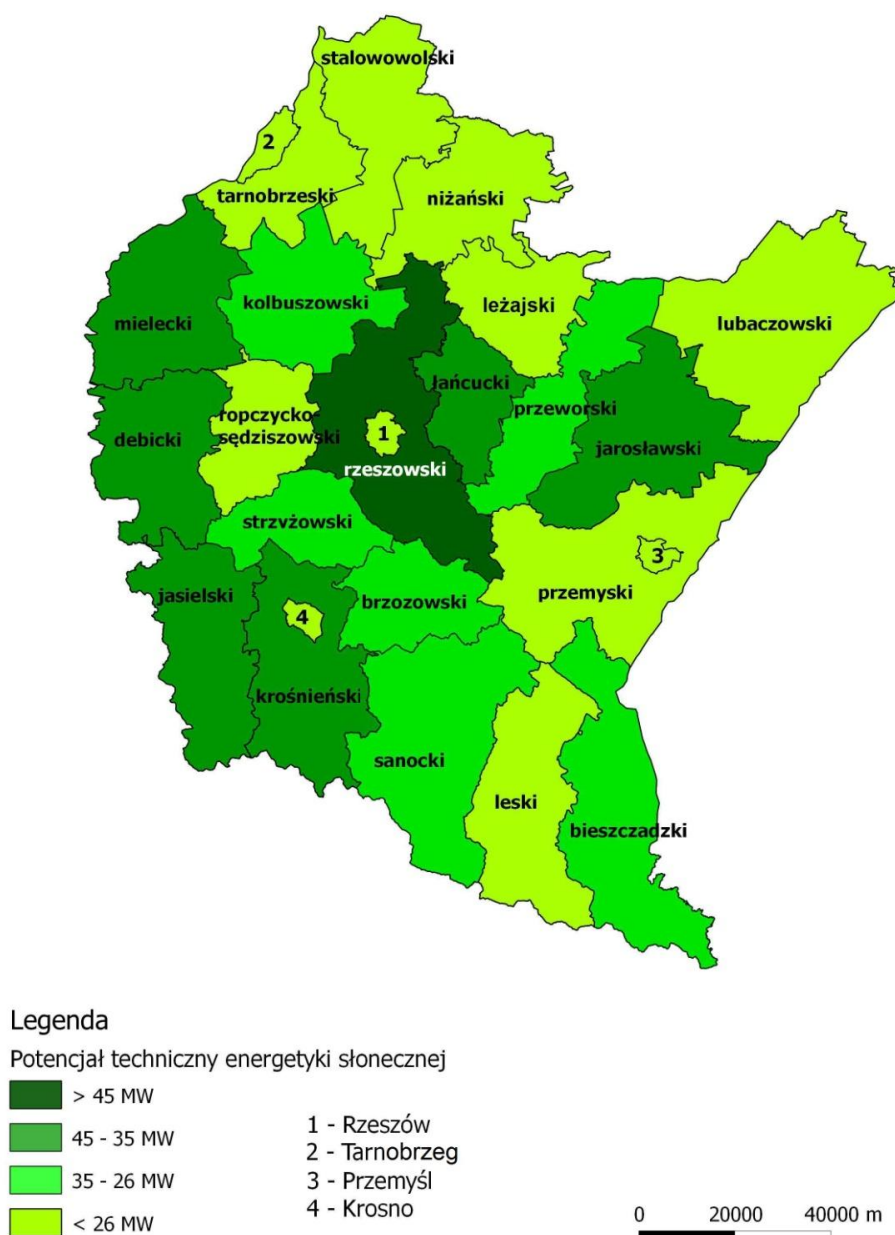 stalowowolski
2
tarnobrzeski
niżański
kolbuszowski
leżajski
mielecki
lubaczowski
łańcucki
ropczycko-
sędziszowski
przeworski
debicki
1
jarosławski
rzeszowski
strzyżowski
3
jasielski
brzozowski
przemyski
4
krośnieński
sanocki
leski
bieszczadzki
Legenda
Potencjał techniczny energetyki słonecznej
> 45 MW
45 - 35 MW
35 - 26 MW
< 26 MW
1 - Rzeszów
2 - Tarnobrzeg
3 - Przemyśl
4 - Krosno
0 20000 40000 m